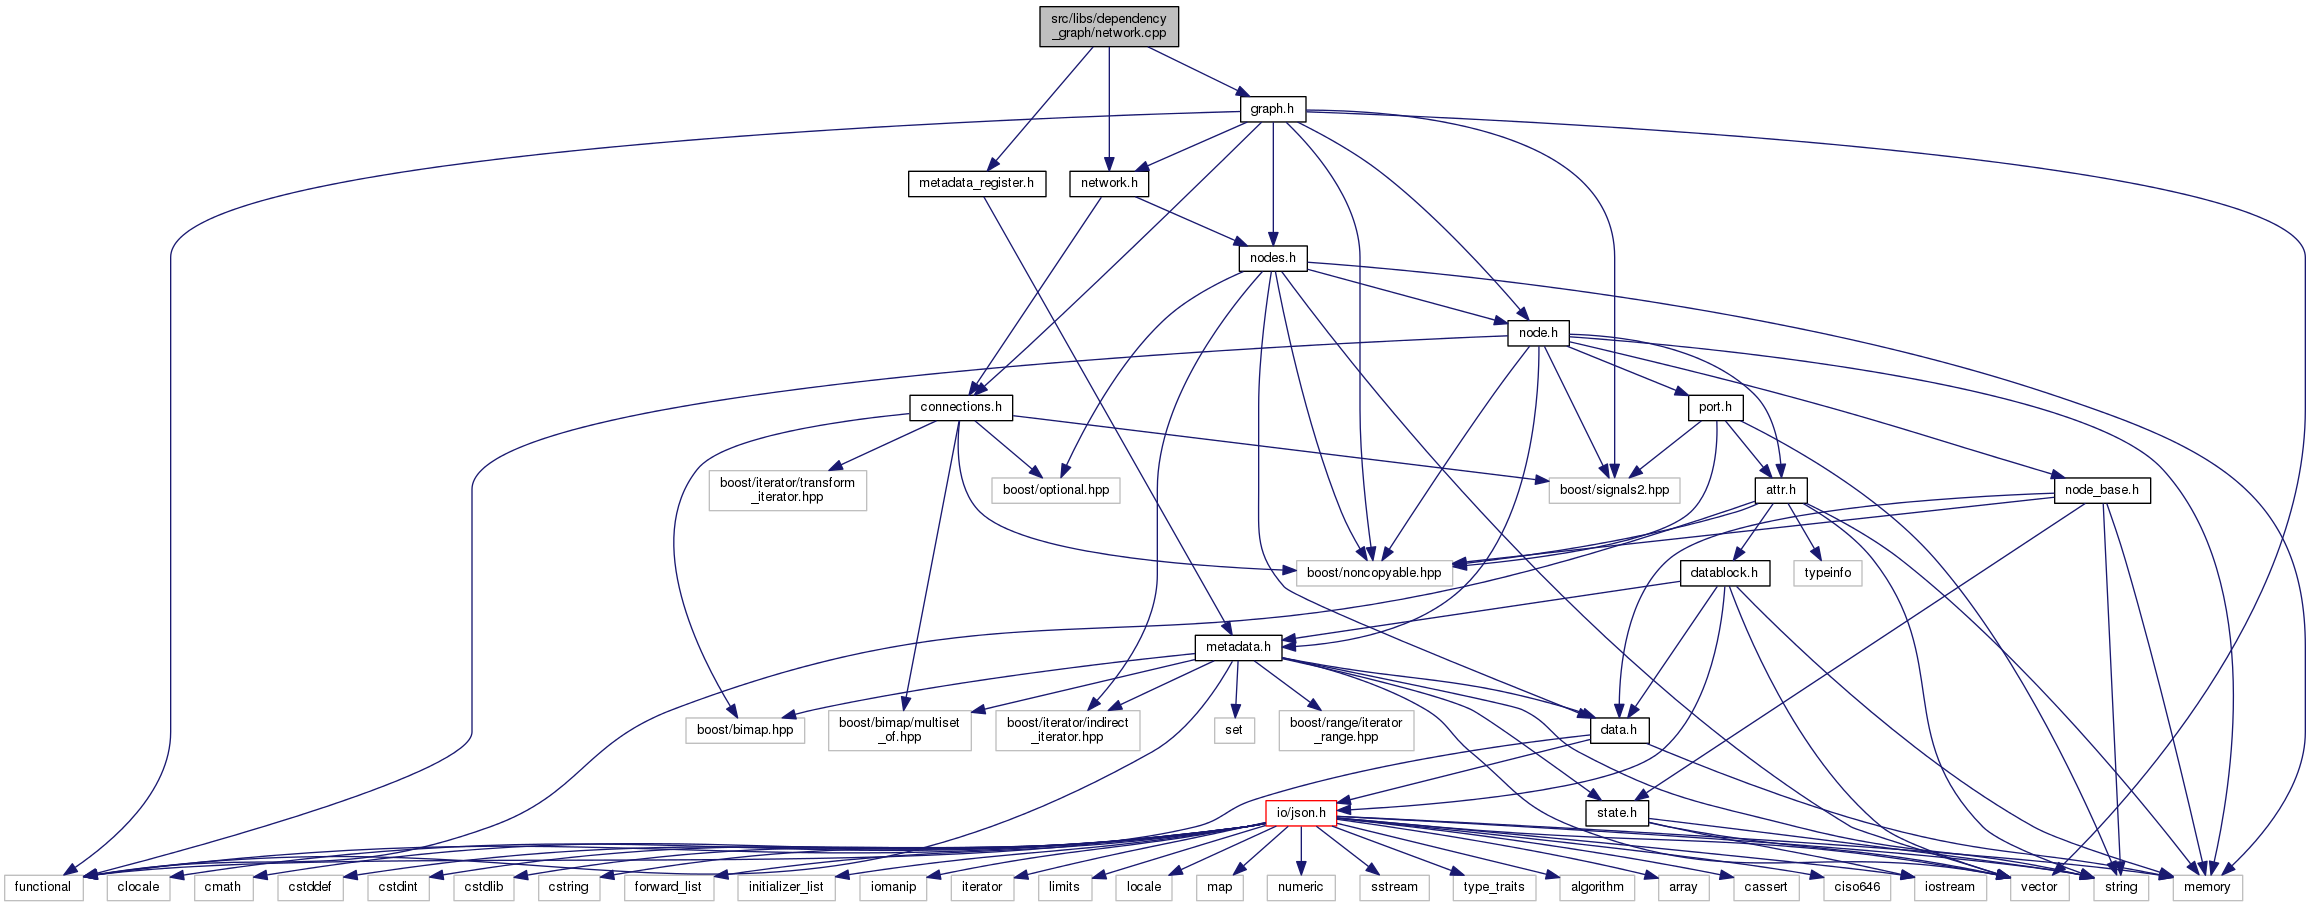 src/libs/dependency
_graph/network.cpp
graph.h
metadata_register.h
network.h
nodes.h
node.h
connections.h
port.h
boost/iterator/transform
_iterator.hpp
boost/optional.hpp
boost/signals2.hpp
attr.h
node_base.h
boost/noncopyable.hpp
datablock.h
typeinfo
metadata.h
boost/bimap.hpp
boost/bimap/multiset
_of.hpp
boost/iterator/indirect
_iterator.hpp
set
boost/range/iterator
_range.hpp
data.h
io/json.h
state.h
functional
clocale
cmath
cstddef
cstdint
cstdlib
cstring
forward_list
initializer_list
iomanip
iterator
limits
locale
map
numeric
sstream
type_traits
algorithm
array
cassert
ciso646
iostream
vector
string
memory